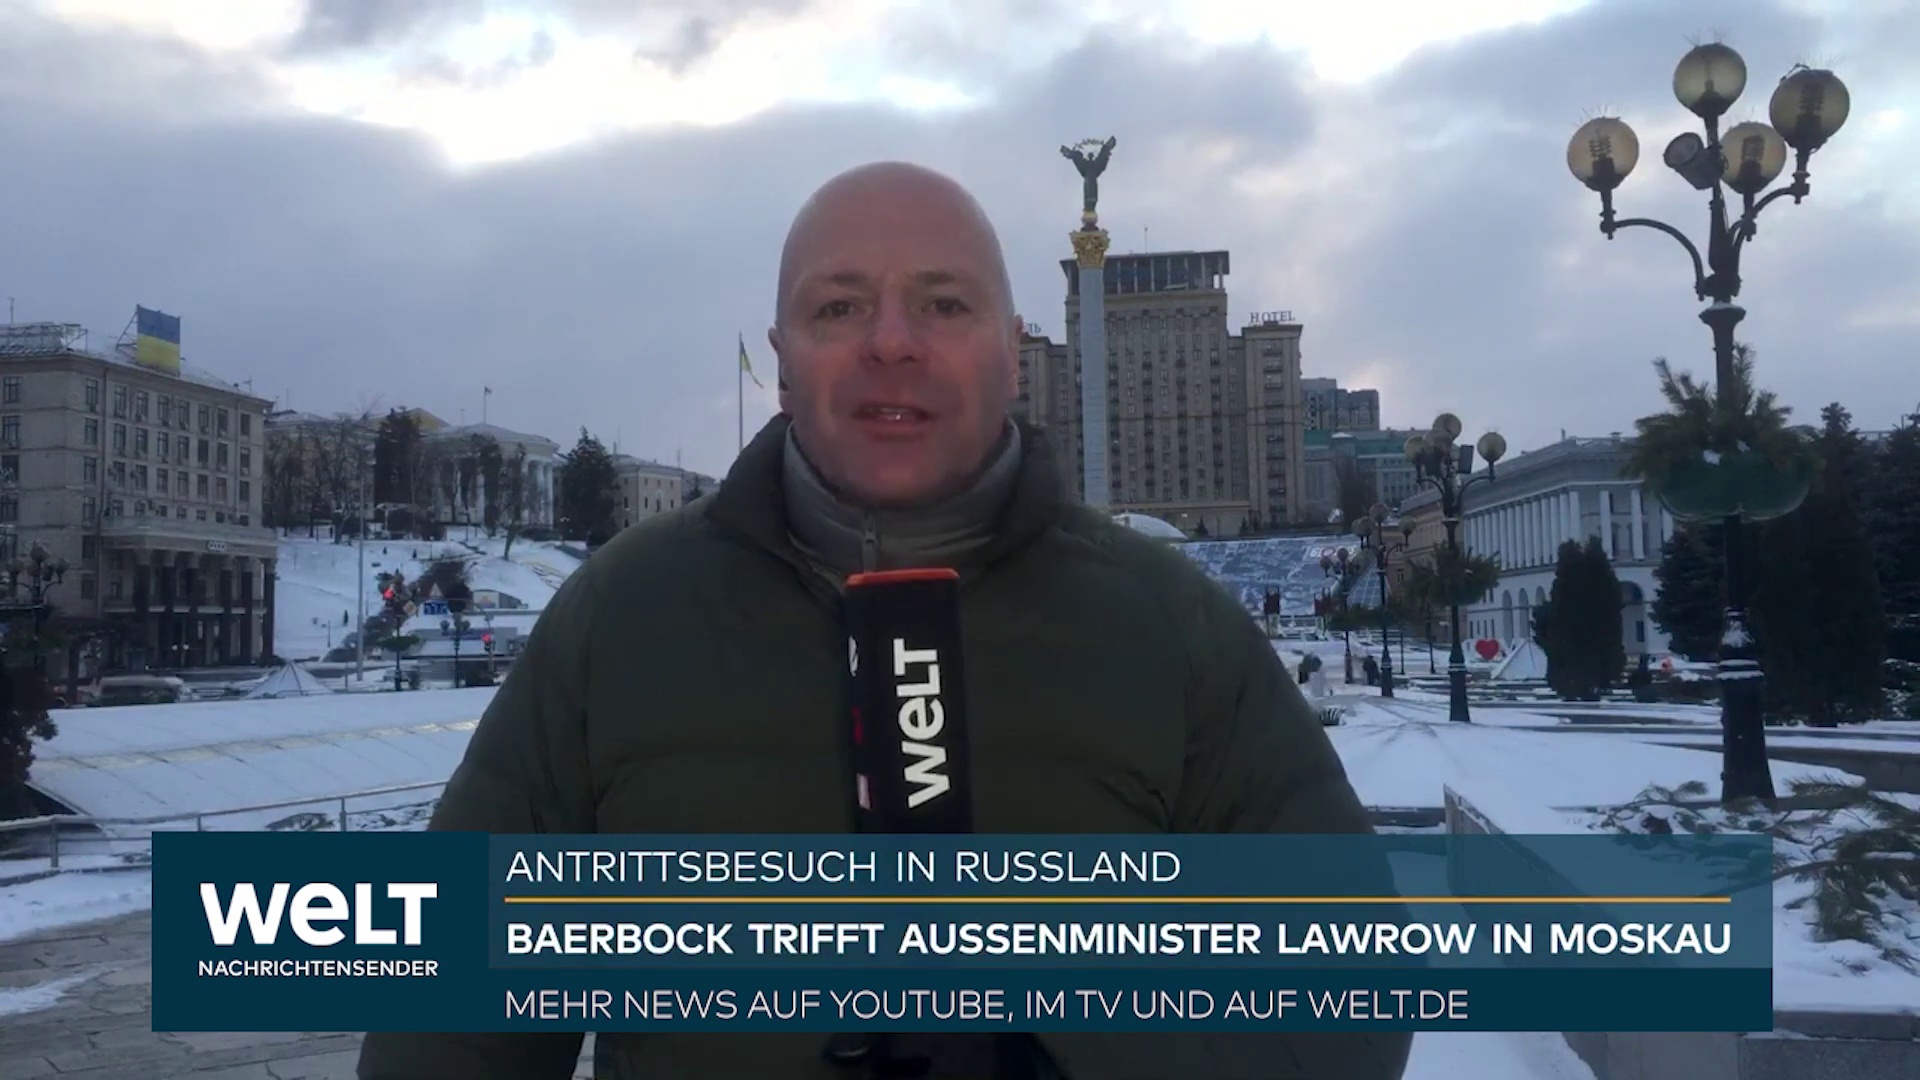 HOTEL
WELT
WELT
NACHRICHTENSENDER
ANTRITTSBESUCH IN RUSSLAND
BAERBOCK TRIFFT AUSSENMINISTER LAWROW IN MOSKAU
MEHR NEWS AUF YOUTUBE, IM TV UND AUF WELT.DE